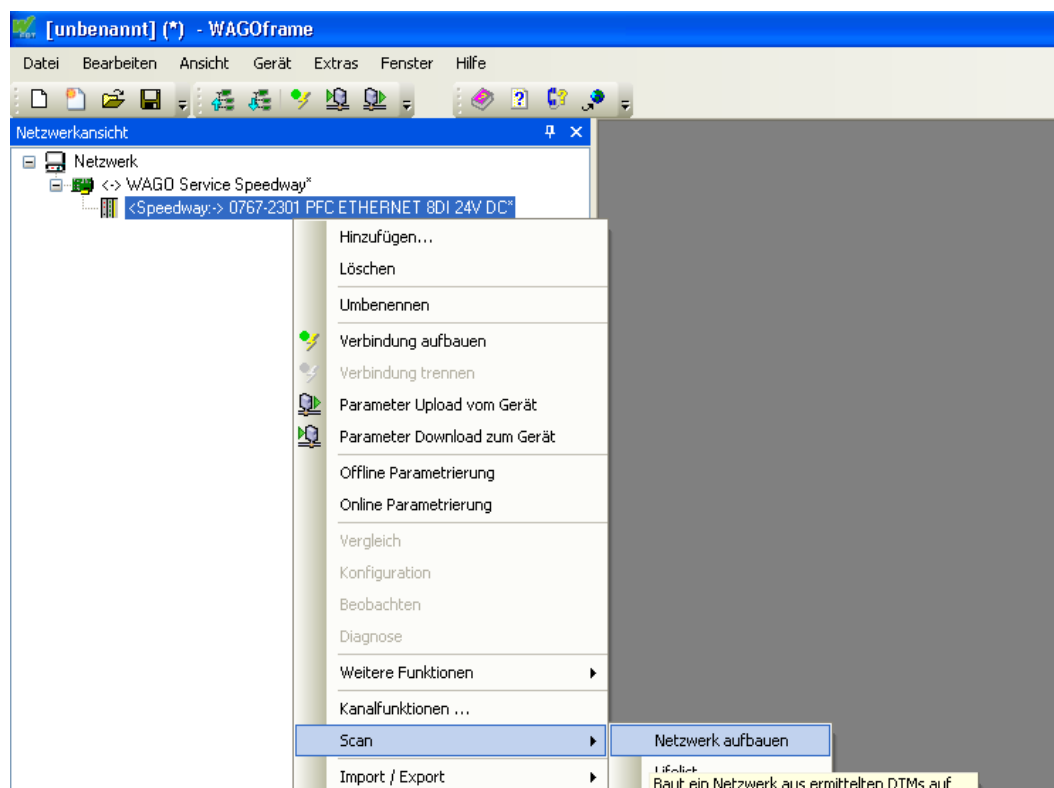 [unbenannt] (*) - WAGOframe
Datei Bearbeiten Ansicht Gerät Extras Fenster Hilfe
Netzwerkansicht
Netzwerk
<-> WAGO Service Speedway*
<Speedway:-> 0767-2301 PFC ETHERNET 8DI 24V DC*
Hinzufügen...
Löschen
Umbenennen
Verbindung aufbauen
Verbindung trennen
Parameter Upload vom Gerät
Parameter Download zum Gerät
Offline Parametrierung
Online Parametrierung
Vergleich
Konfiguration
Beobachten
Diagnose
Weitere Funktionen
Kanalfunktionen ...
Scan
Netzwerk aufbauen
Lifelist
Baut ein Netzwerk aus ermittelten DTMs auf
Import / Export